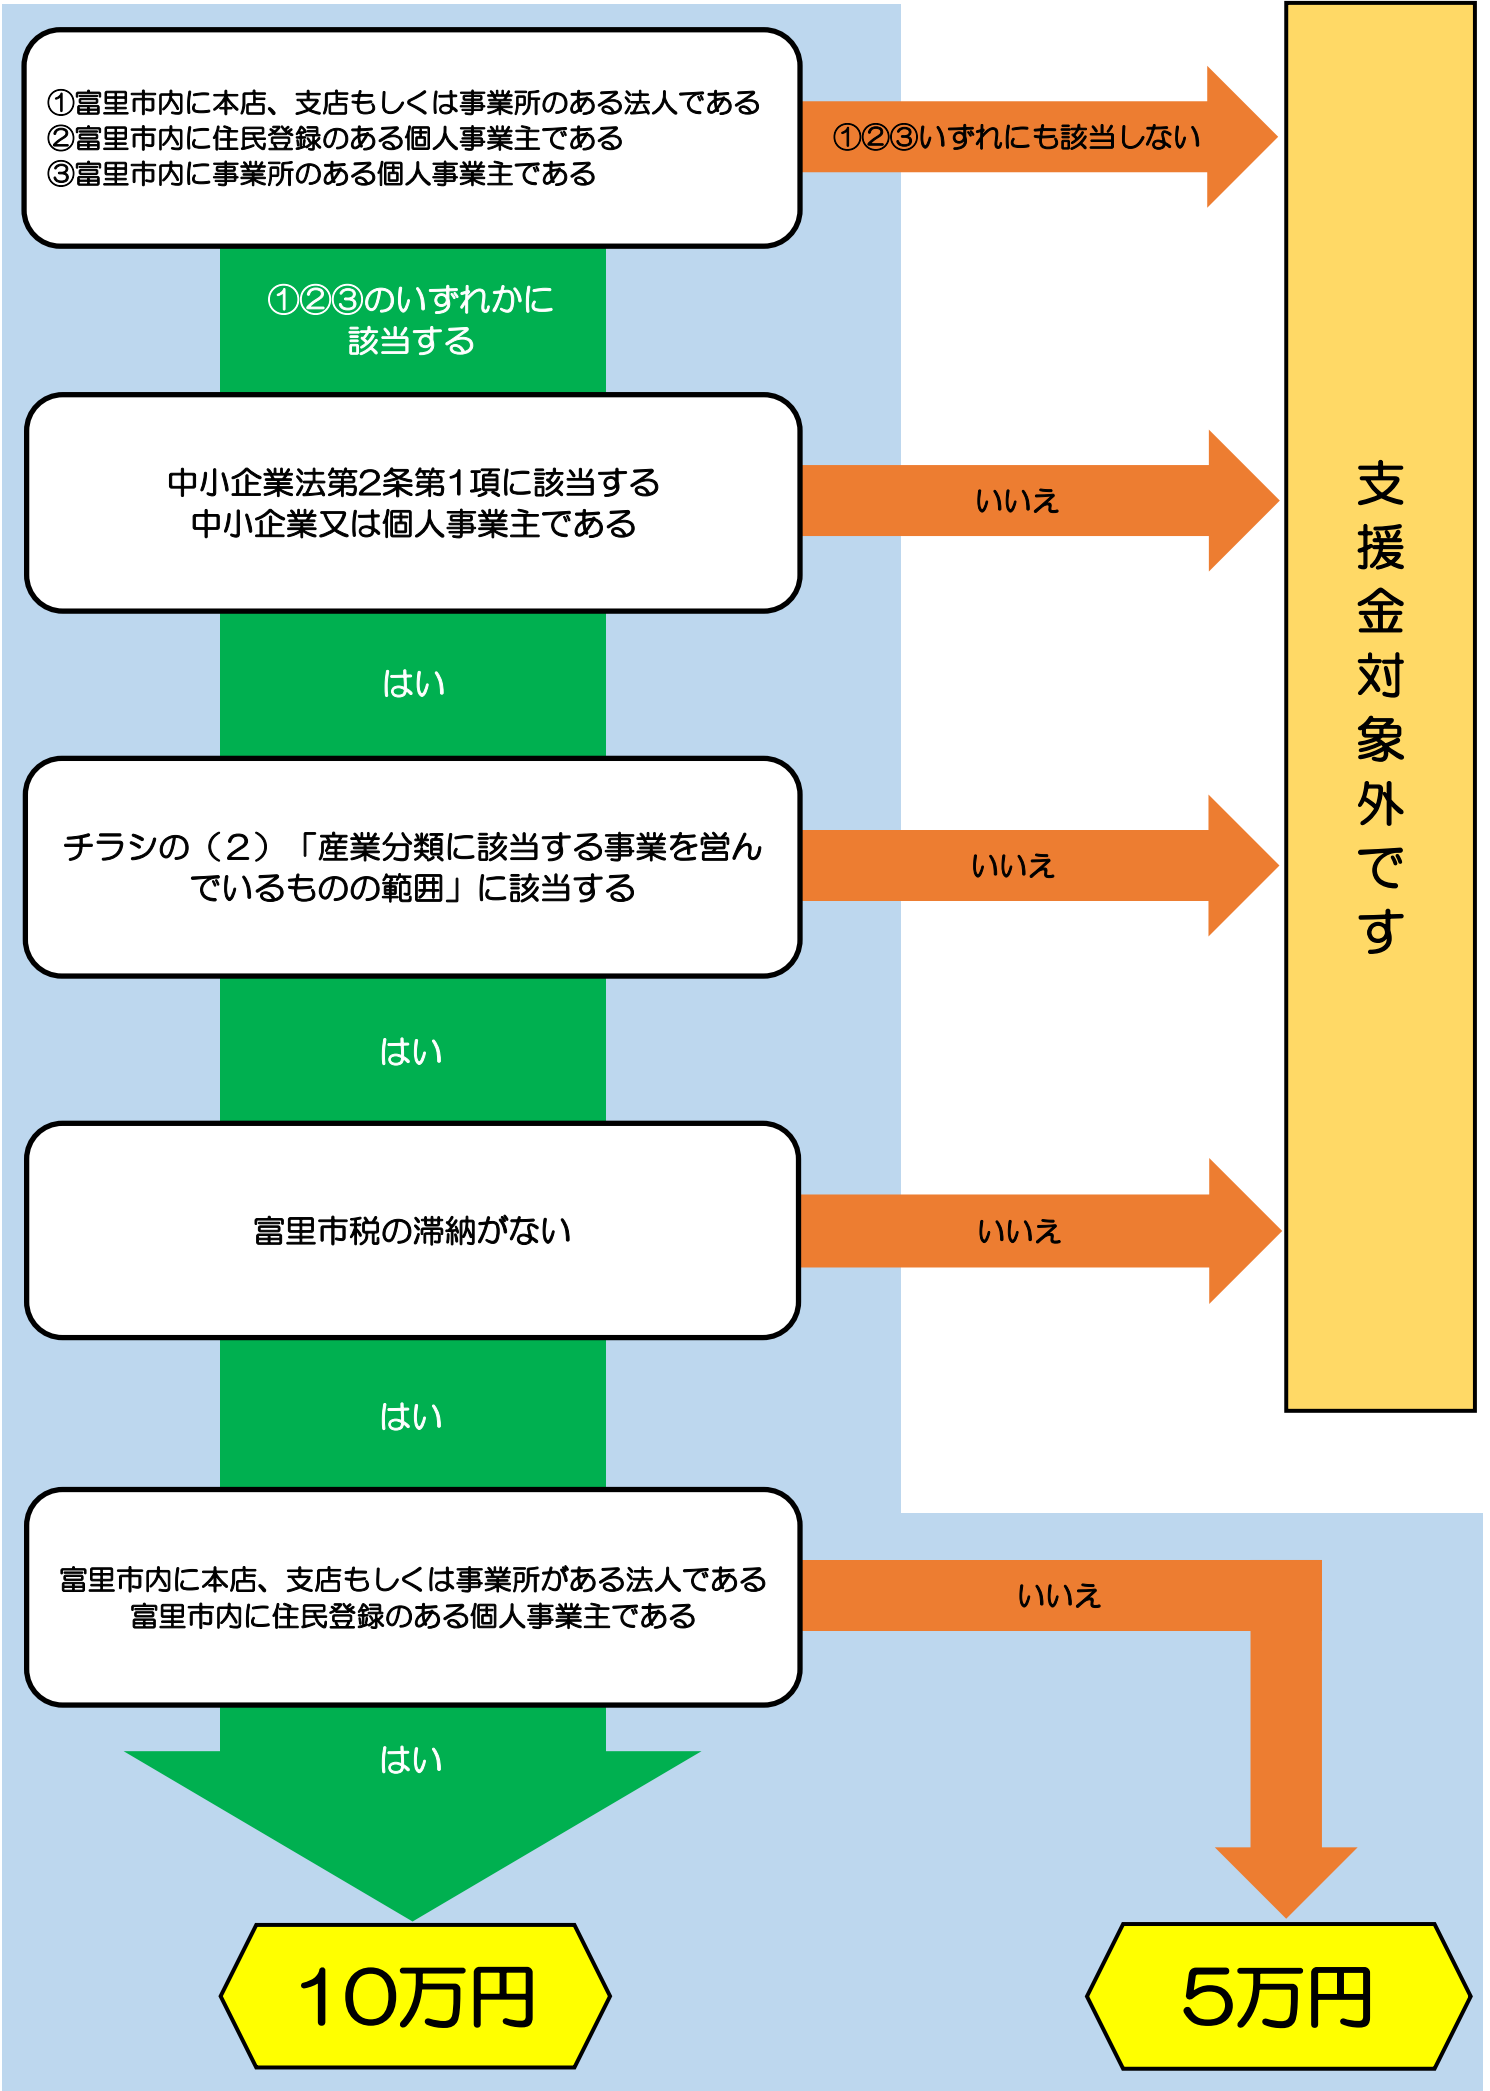 ①富里市内に本店、支店もしくは事業所のある法人である
②富里市内に住民登録のある個人事業主である
③富里市内に事業所のある個人事業主である
①②③いずれにも該当しない
①②③のいずれかに
該当する
中小企業法第2条第1項に該当する
中小企業又は個人事業主である
いいえ
はい
チラシの（２）「産業分類に該当する事業を営ん
でいるものの範囲」に該当する
いいえ
はい
富里市税の滞納がない
いいえ
はい
支援金対象外です
富里市内に本店、支店もしくは事業所がある法人である
富里市内に住民登録のある個人事業主である
いいえ
はい
10万円
5万円